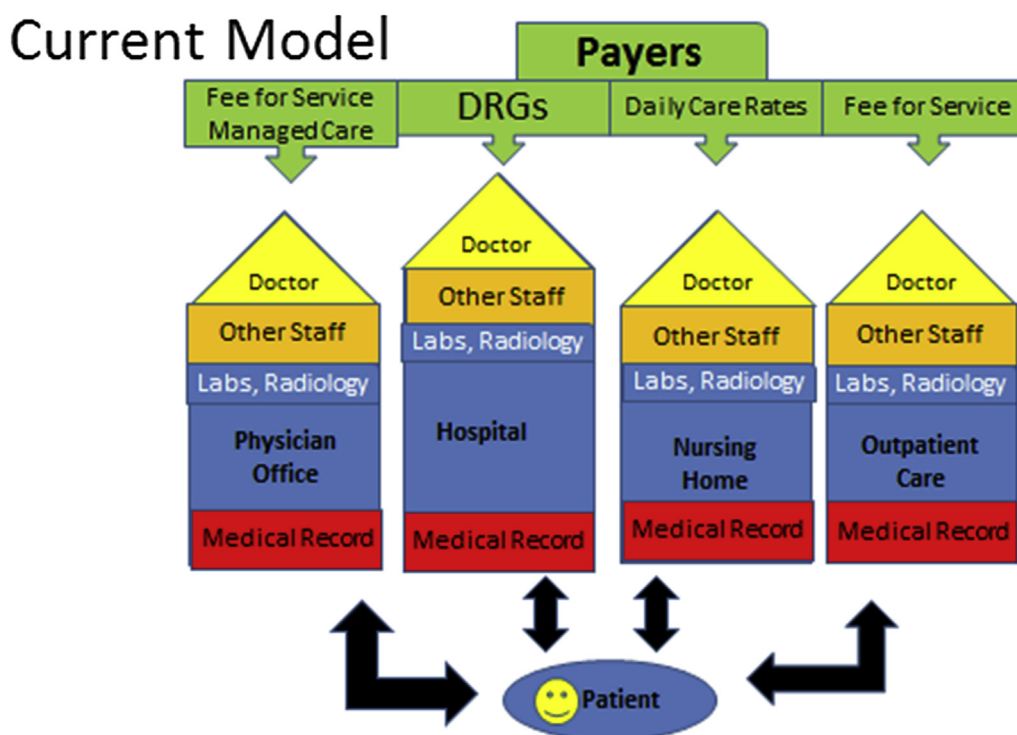 Current Model
Payers
Fee for Service
Managed Care
DRGs
Daily Care Rates
Fee for Service
Doctor
Other Staff
Labs, Radiology
Physician
Office
Medical Record
Doctor
Other Staff
Labs, Radiology
Hospital
Medical Record
Doctor
Other Staff
Labs, Radiology
Nursing
Home
Medical Record
Doctor
Other Staff
Labs, Radiology
Outpatient
Care
Medical Record
Patient